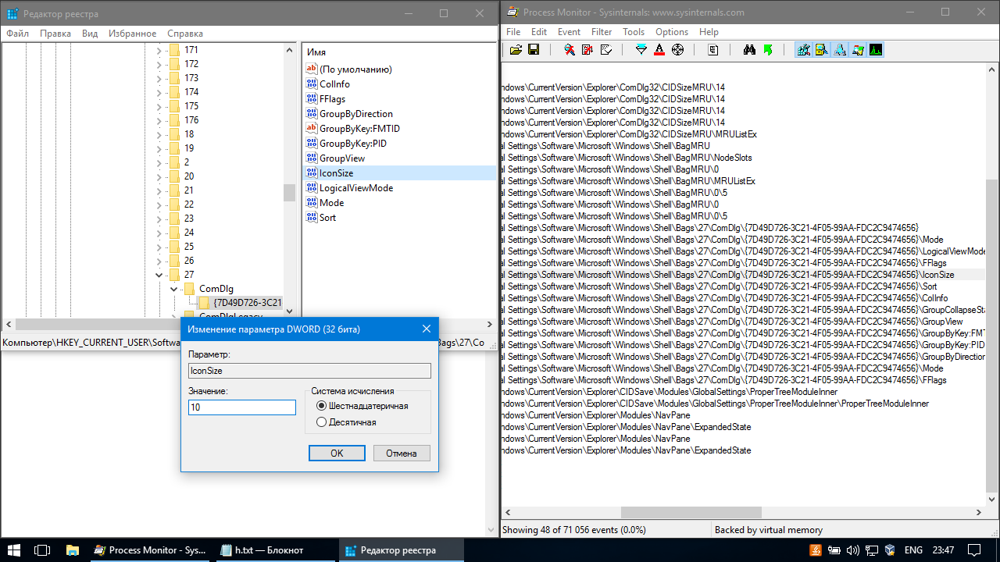 Редактор реестра
Файл Правка Вид Избранное Справка
171
172
173
174
175
176
18
19
2
20
21
22
23
24
25
26
27
ComDlg
{7D49D726-3C21
ComDlgLegacy
Имя
(По умолчанию)
ColInfo
FFlags
GroupByDirection
GroupByKey:FMTID
GroupByKey:PID
GroupView
IconSize
LogicalViewMode
Mode
Sort
Компьютер\HKEY_CURRENT_USER\Softwa
Bags\27\Co
Изменение параметра DWORD (32 бита)
Параметр:
IconSize
Значение:
10
Система исчисления
Шестнадцатеричная
Десятичная
OK
Отмена
Process Monitor - Sysinternals: www.sysinternals.com
File Edit Event Filter Tools Options Help
ndows\CurrentVersion\Explorer\ComDlg32\CIDSizeMRU\14
ndows\CurrentVersion\Explorer\ComDlg32\CIDSizeMRU\14
ndows\CurrentVersion\Explorer\ComDlg32\CIDSizeMRU\14
ndows\CurrentVersion\Explorer\ComDlg32\CIDSizeMRU\14
ndows\CurrentVersion\Explorer\ComDlg32\CIDSizeMRU\MRUListEx
al Settings\Software\Microsoft\Windows\Shell\BagMRU
al Settings\Software\Microsoft\Windows\Shell\BagMRU\NodeSlots
al Settings\Software\Microsoft\Windows\Shell\BagMRU\0
al Settings\Software\Microsoft\Windows\Shell\BagMRU\MRUListEx
al Settings\Software\Microsoft\Windows\Shell\BagMRU\0\5
al Settings\Software\Microsoft\Windows\Shell\BagMRU\0
al Settings\Software\Microsoft\Windows\Shell\BagMRU\0\5
al Settings\Software\Microsoft\Windows\Shell\Bags\27\ComDlg\{7D49D726-3C21-4F05-99AA-FDC2C9474656}
al Settings\Software\Microsoft\Windows\Shell\Bags\27\ComDlg\{7D49D726-3C21-4F05-99AA-FDC2C9474656}\Mode
al Settings\Software\Microsoft\Windows\Shell\Bags\27\ComDlg\{7D49D726-3C21-4F05-99AA-FDC2C9474656}\LogicalViewMode
al Settings\Software\Microsoft\Windows\Shell\Bags\27\ComDlg\{7D49D726-3C21-4F05-99AA-FDC2C9474656}\FFlags
al Settings\Software\Microsoft\Windows\Shell\Bags\27\ComDlg\{7D49D726-3C21-4F05-99AA-FDC2C9474656}\IconSize
al Settings\Software\Microsoft\Windows\Shell\Bags\27\ComDlg\{7D49D726-3C21-4F05-99AA-FDC2C9474656}\Sort
al Settings\Software\Microsoft\Windows\Shell\Bags\27\ComDlg\{7D49D726-3C21-4F05-99AA-FDC2C9474656}\ColInfo
al Settings\Software\Microsoft\Windows\Shell\Bags\27\ComDlg\{7D49D726-3C21-4F05-99AA-FDC2C9474656}\GroupCollapseSta
al Settings\Software\Microsoft\Windows\Shell\Bags\27\ComDlg\{7D49D726-3C21-4F05-99AA-FDC2C9474656}\GroupView
al Settings\Software\Microsoft\Windows\Shell\Bags\27\ComDlg\{7D49D726-3C21-4F05-99AA-FDC2C9474656}\GroupByKey:FMT
al Settings\Software\Microsoft\Windows\Shell\Bags\27\ComDlg\{7D49D726-3C21-4F05-99AA-FDC2C9474656}\GroupByKey:PID
al Settings\Software\Microsoft\Windows\Shell\Bags\27\ComDlg\{7D49D726-3C21-4F05-99AA-FDC2C9474656}\GroupByDirection
al Settings\Software\Microsoft\Windows\Shell\Bags\27\ComDlg\{7D49D726-3C21-4F05-99AA-FDC2C9474656}\Mode
al Settings\Software\Microsoft\Windows\Shell\Bags\27\ComDlg\{7D49D726-3C21-4F05-99AA-FDC2C9474656}\FFlags
ndows\CurrentVersion\Explorer\CIDSave\Modules\GlobalSettings\ProperTreeModuleInner
ndows\CurrentVersion\Explorer\CIDSave\Modules\GlobalSettings\ProperTreeModuleInner\ProperTreeModuleInner
ndows\CurrentVersion\Explorer\Modules\NavPane
ndows\CurrentVersion\Explorer\Modules\NavPane\ExpandedState
ndows\CurrentVersion\Explorer\Modules\NavPane
ndows\CurrentVersion\Explorer\Modules\NavPane\ExpandedState
Showing 48 of 71 056 events (0.0%)
Backed by virtual memory
Process Monitor - Sys...
h.txt — Блокнот
Редактор реестра
ENG
23:47